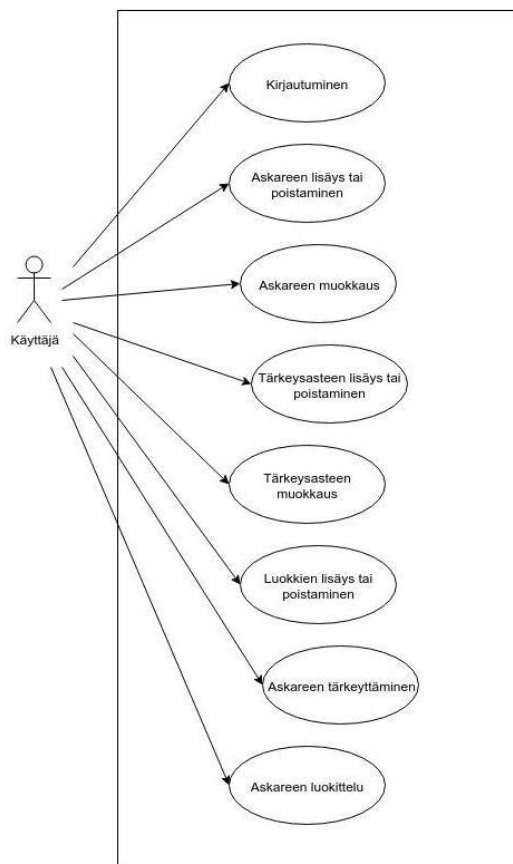 Kirjautuminen
Askareen lisäys tai
poistaminen
Askareen muokkaus
Käyttäjä
Tärkeysasteen lisäys tai
poistaminen
Tärkeysasteen
muokkaus
Luokkien lisäys tai
poistaminen
Askareen tärkeyttäminen
Askareen luokittelu